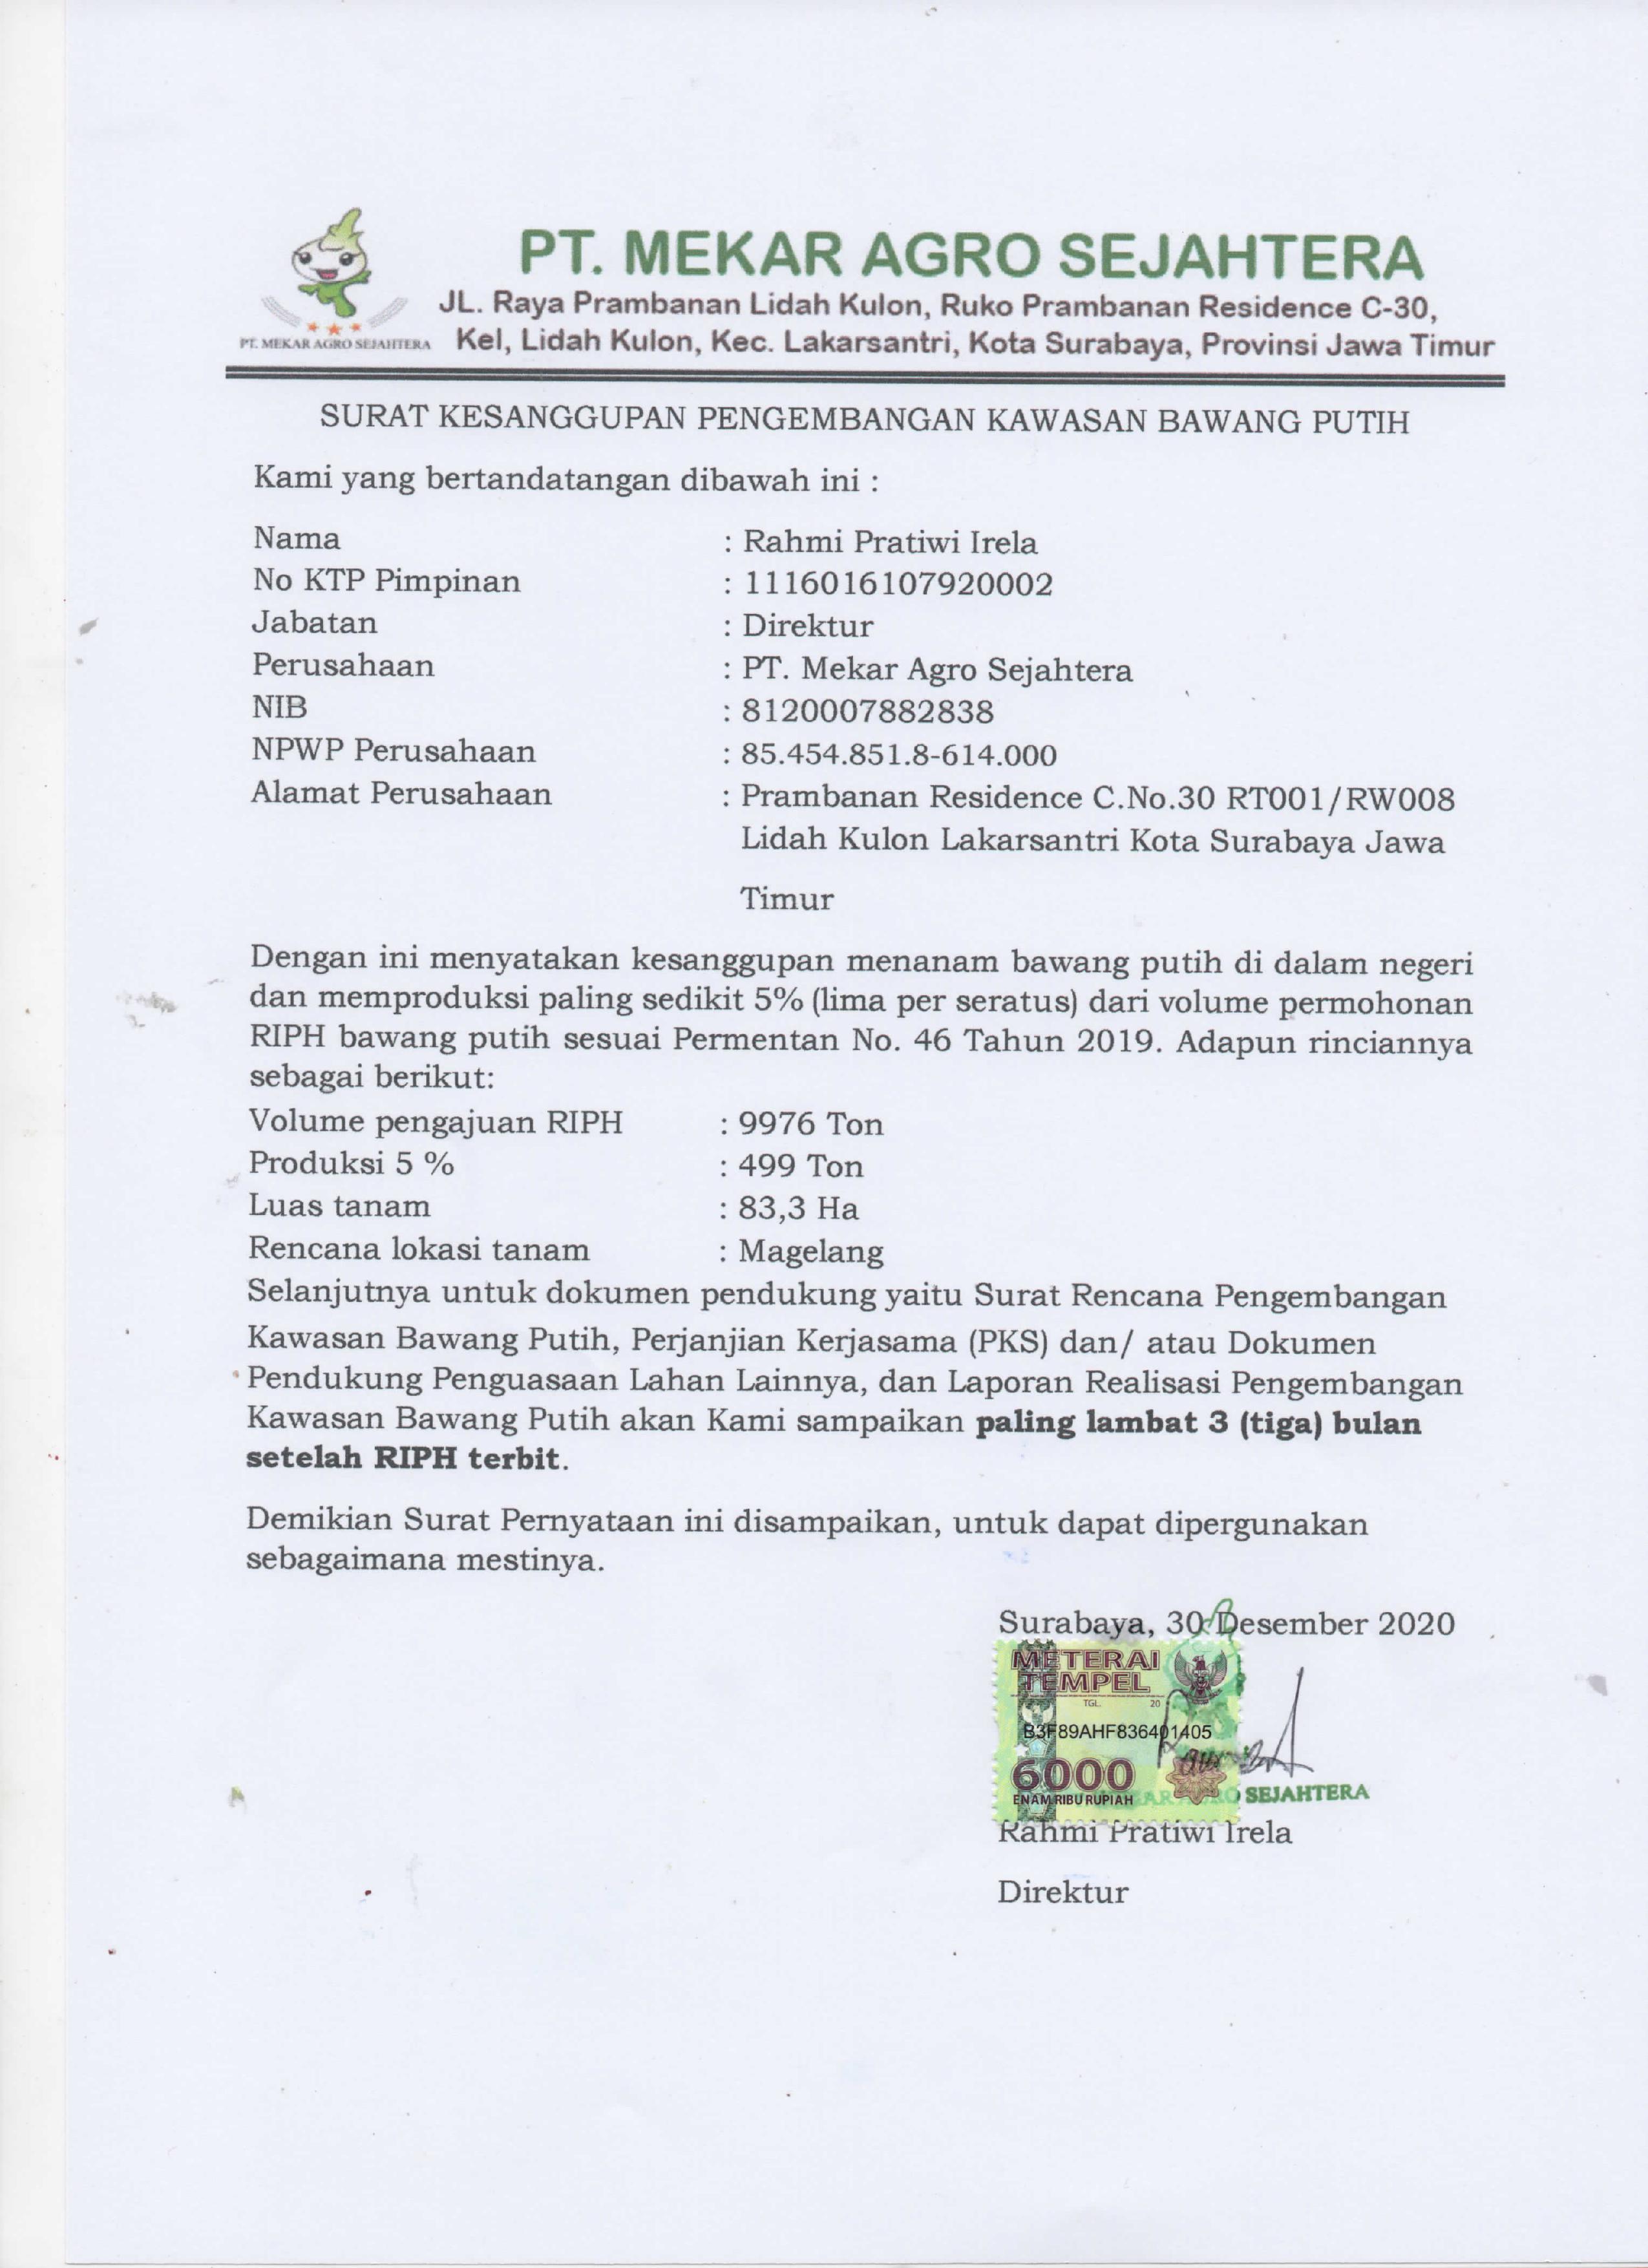 PT. MEKAR AGRO SEJAHTERA
JL. Raya Prambanan Lidah Kulon, Ruko Prambanan Residence C-30,
PT. MEKAR AGRO SEJAHTERA
Kel, Lidah Kulon, Kec. Lakarsantri, Kota Surabaya, Provinsi Jawa Timur
SURAT KESANGGUPAN PENGEMBANGAN KAWASAN BAWANG PUTIH
Kami yang bertandatangan dibawah ini :
Nama : Rahmi Pratiwi Irela
No KTP Pimpinan : 1116016107920002
Jabatan : Direktur
Perusahaan : PT. Mekar Agro Sejahtera
NIB : 8120007882838
NPWP Perusahaan : 85.454.851.8-614.000
Alamat Perusahaan : Prambanan Residence C.No.30 RT001/RW008
Lidah Kulon Lakarsantri Kota Surabaya Jawa
Timur
Dengan ini menyatakan kesanggupan menanam bawang putih di dalam negeri
dan memproduksi paling sedikit 5% (lima per seratus) dari volume permohonan
RIPH bawang putih sesuai Permentan No. 46 Tahun 2019. Adapun rinciannya
sebagai berikut:
Volume pengajuan RIPH : 9976 Ton
Produksi 5 % : 499 Ton
Luas tanam : 83,3 Ha
Rencana lokasi tanam : Magelang
Selanjutnya untuk dokumen pendukung yaitu Surat Rencana Pengembangan
Kawasan Bawang Putih, Perjanjian Kerjasama (PKS) dan/ atau Dokumen
Pendukung Penguasaan Lahan Lainnya, dan Laporan Realisasi Pengembangan
Kawasan Bawang Putih akan Kami sampaikan paling lambat 3 (tiga) bulan
setelah RIPH terbit.
Demikian Surat Pernyataan ini disampaikan, untuk dapat dipergunakan
sebagaimana mestinya.
Surabaya, 30 Desember 2020
METERAI
TEMPEL
TGL. 20
B3F89AHF836401405
6000
ENAM RIBU RUPIAH
SEJAHTERA
Rahmi Pratiwi Irela
Direktur